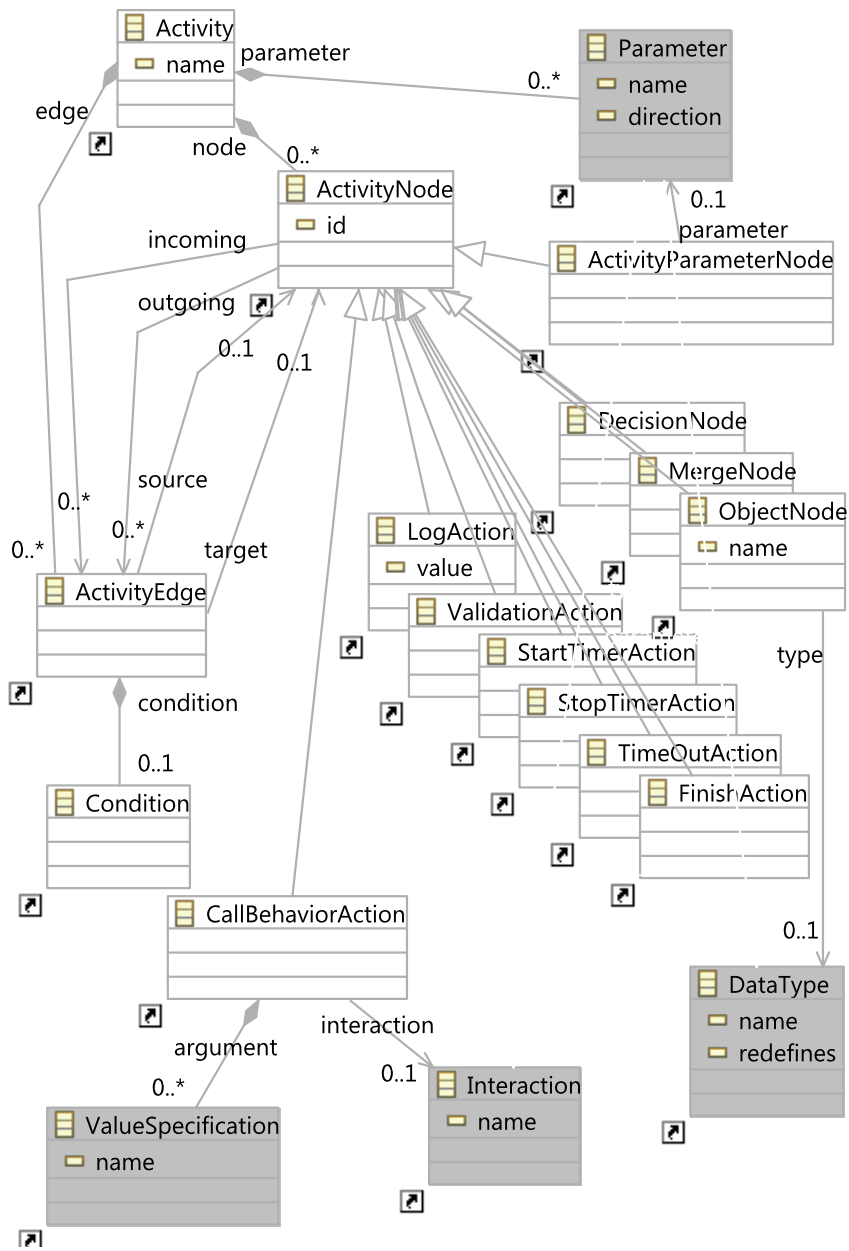 Activity
name
parameter
0..*
Parameter
name
direction
edge
node
0..*
ActivityNode
id
0..1
parameter
ActivityParameterNode
incoming
outgoing
0..1
0..1
DecisionNode
MergeNode
ObjectNode
name
source
0..*
0..*
0..*
target
LogAction
value
ValidationAction
StartTimerAction
StopTimerAction
TimeOutAction
FinishAction
type
ActivityEdge
condition
0..1
Condition
CallBehaviorAction
0..1
DataType
name
redefines
interaction
argument
0..1
0..*
Interaction
name
ValueSpecification
name